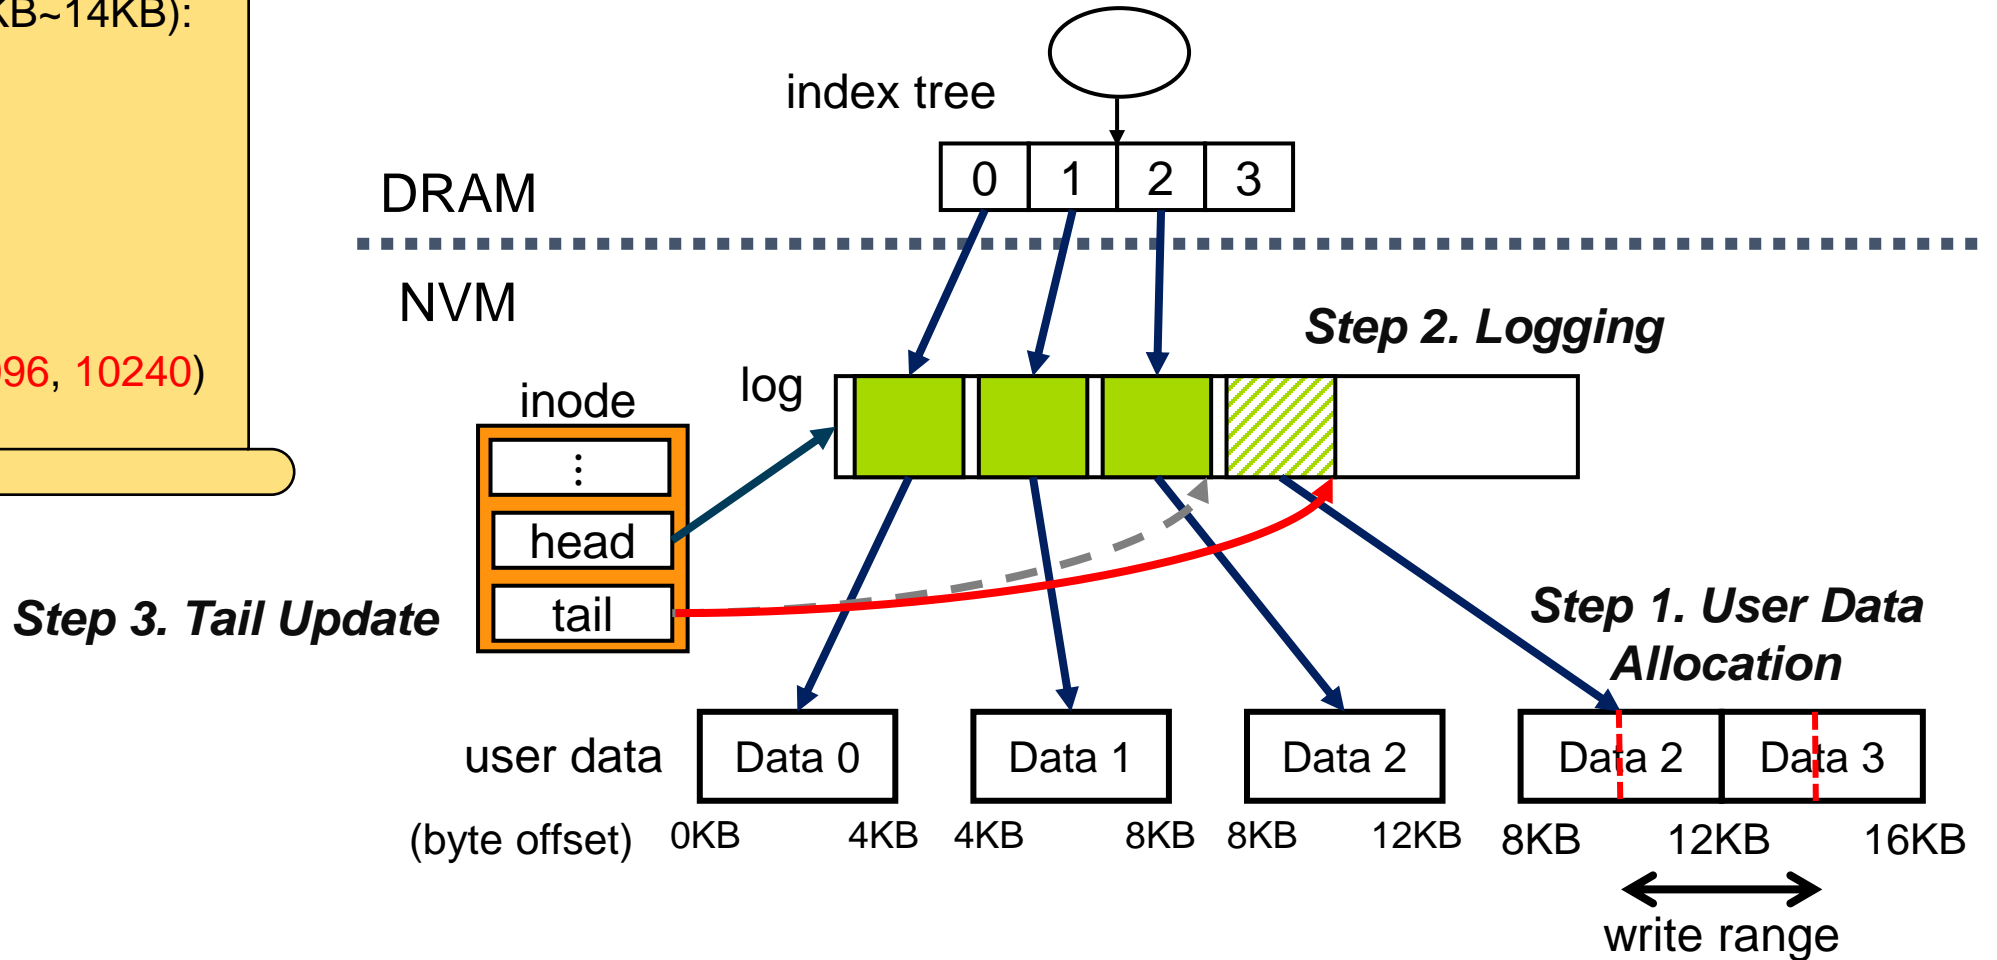 KB~14KB):
96, 10240)
index tree
0 1 2 3
DRAM
NVM
Step 2. Logging
log
inode
⋮
head
tail
Step 3. Tail Update
Step 1. User Data
Allocation
user data
Data 0 Data 1 Data 2 Data 2 Data 3
(byte offset) 0KB 4KB 4KB 8KB 8KB 12KB 8KB 12KB 16KB
write range